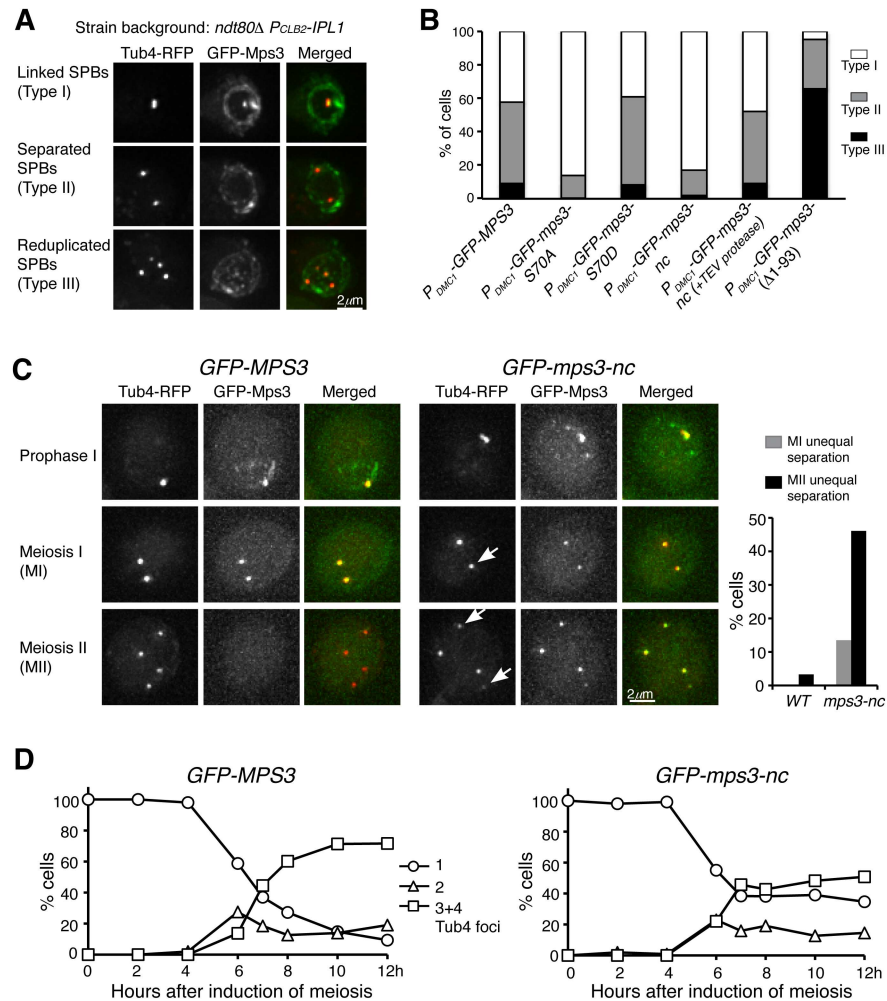 A
Strain background: ndt80Δ PCLB2-IPL1
Tub4-RFP GFP-Mps3 Merged
Linked SPBs
(Type I)
Separated
SPBs
(Type II)
Reduplicated
SPBs
(Type III)
2μm
B
% of cells
100
80
60
40
20
0
Type I
Type II
Type III
PDMC1-GFP-MPS3
PDMC1-GFP-mps3-
S70A
PDMC1-GFP-mps3-
S70D
PDMC1-GFP-mps3-
nc
PDMC1-GFP-mps3-
nc (+TEV protease)
PDMC1-GFP-mps3-
(Δ1-93)
C
GFP-MPS3
Tub4-RFP GFP-Mps3 Merged
GFP-mps3-nc
Tub4-RFP GFP-Mps3 Merged
Prophase I
Meiosis I
(MI)
Meiosis II
(MII)
2μm
MI unequal
separation
MII unequal
separation
% cells
50
40
30
20
10
0
WT mps3-nc
D
GFP-MPS3
% cells
100
80
60
40
20
0
0 2 4 6 8 10 12h
Hours after induction of meiosis
1
2
3+4
Tub4 foci
GFP-mps3-nc
% cells
100
80
60
40
20
0
0 2 4 6 8 10 12h
Hours after induction of meiosis